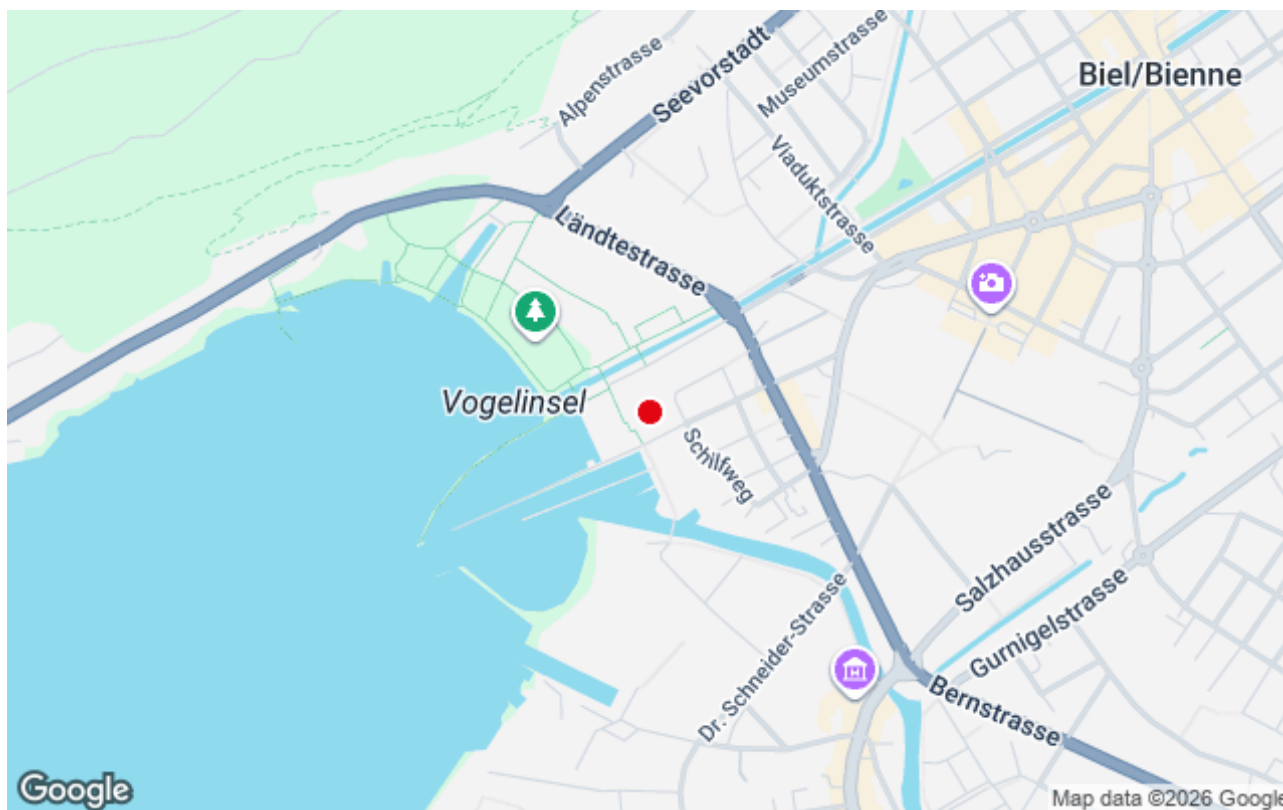 Biel/Bienne
Alpenstrasse
Seevorstadt
Museumstrasse
Viaduktstrasse
Ländtestrasse
Vogelinsel
Schilfweg
Salzhausstrasse
Gurnigelstrasse
Dr. Schneider-Strasse
Bernstrasse
Google
Map data ©2026 Google